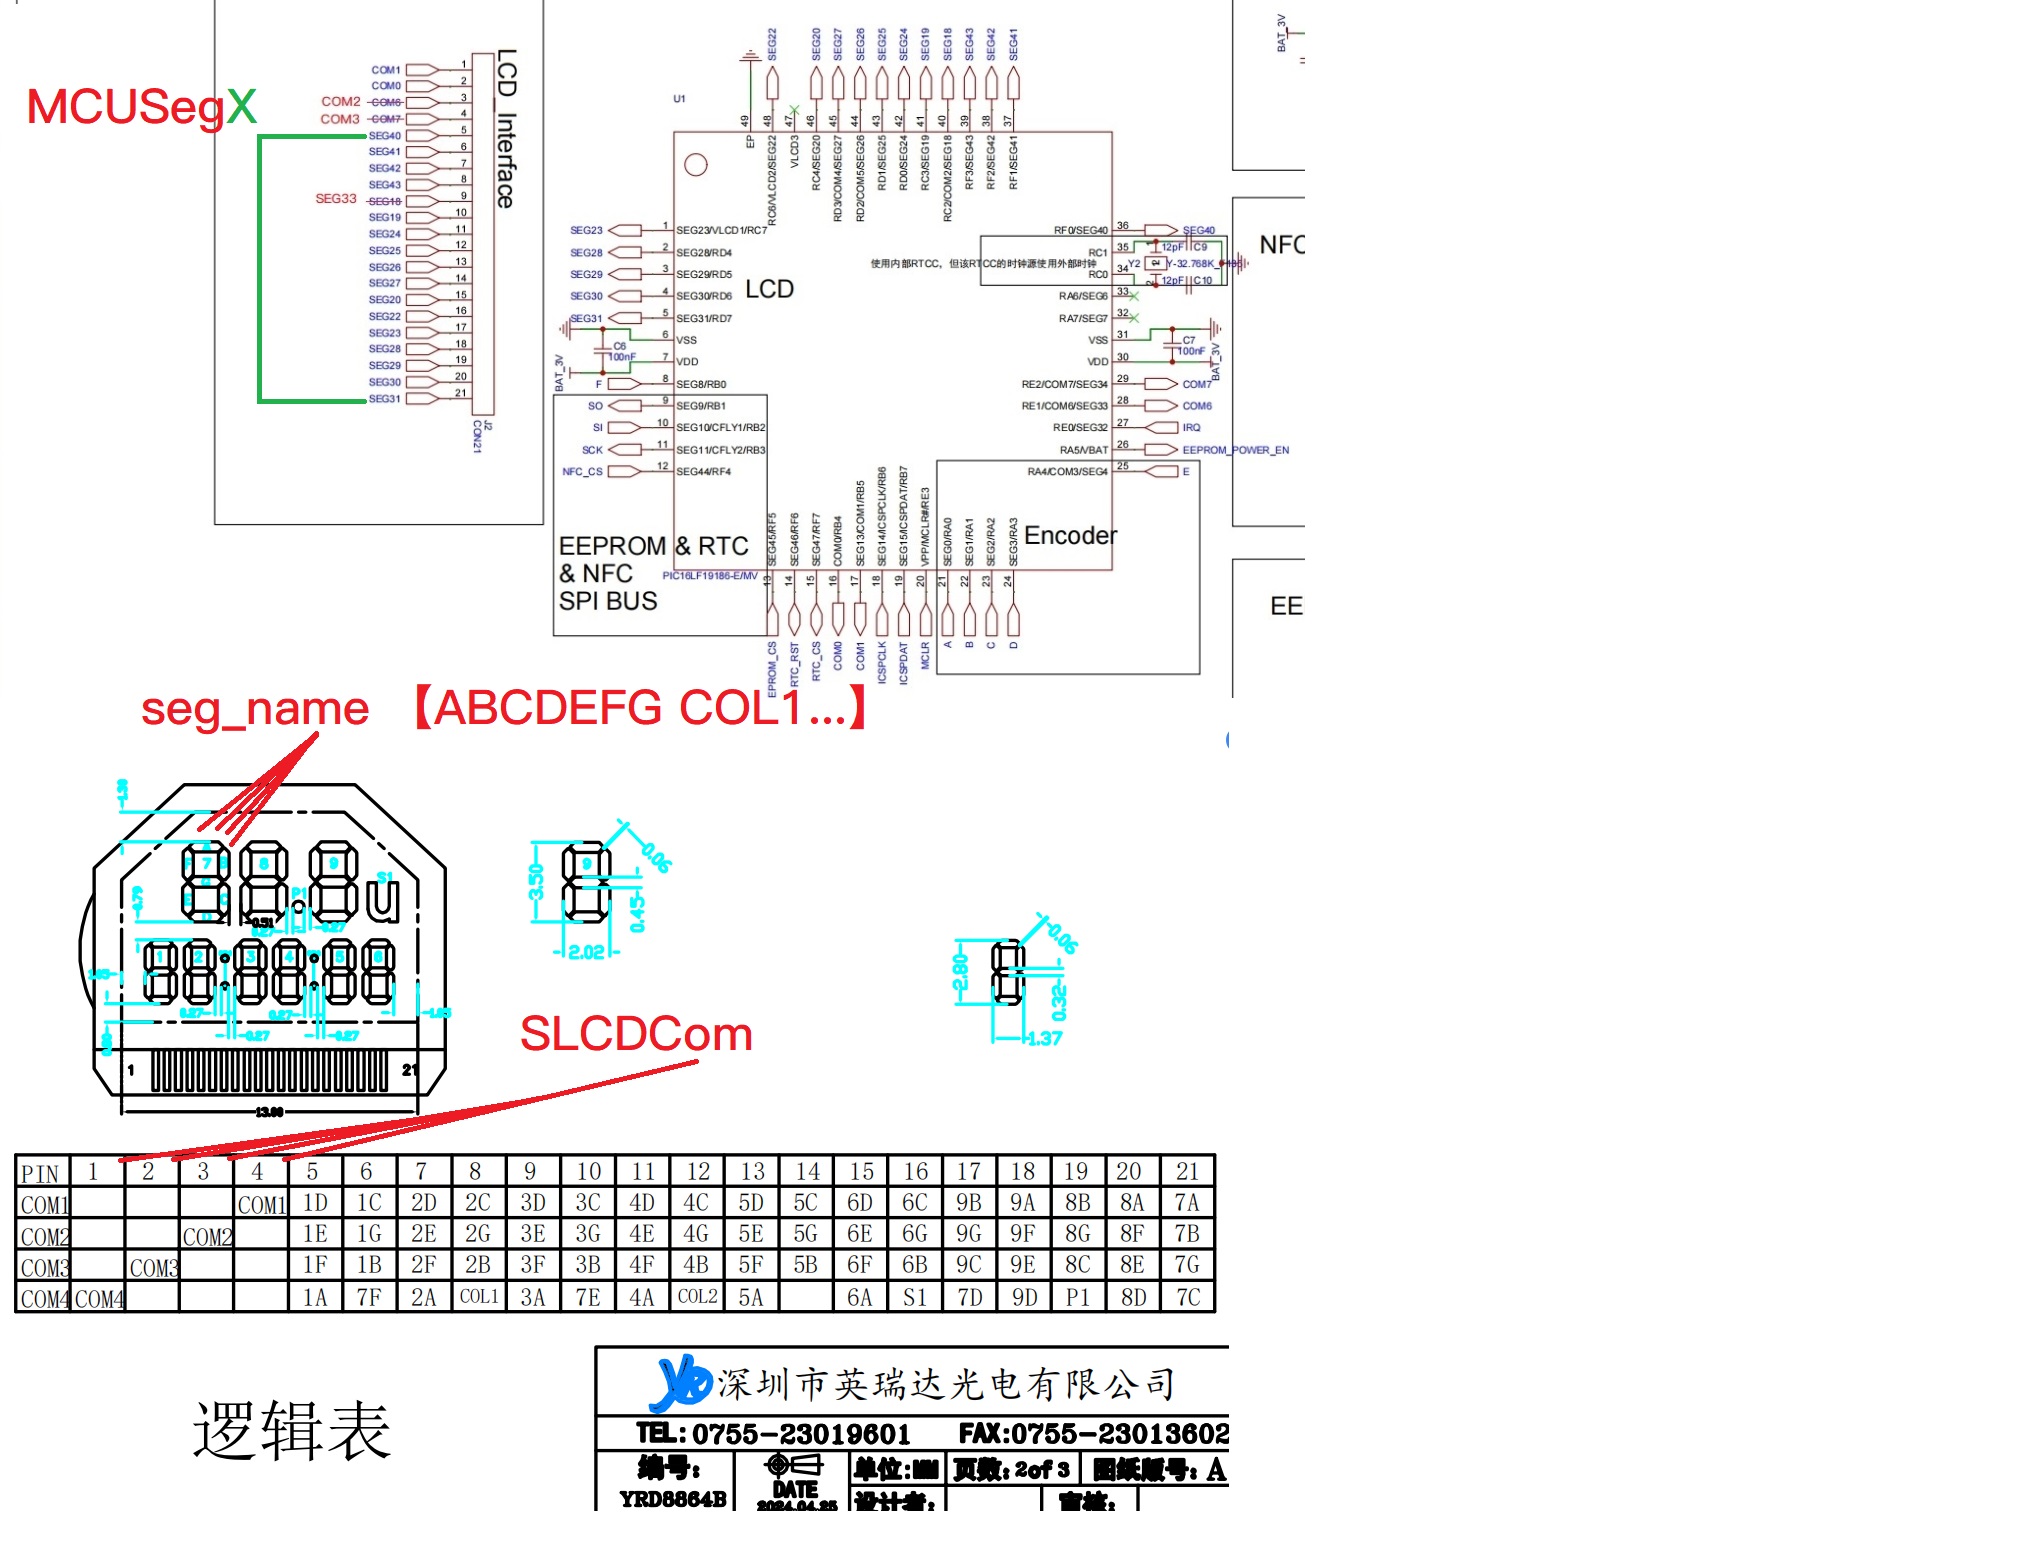 MCUSegX
LCD_Interface
COM1 1
COM0 2
COM2 COM6 3
COM3 COM7 4
SEG40 5
SEG41 6
SEG42 7
SEG43 8
SEG33 SEG18 9
SEG19 10
SEG24 11
SEG25 12
SEG26 13
SEG27 14
SEG20 15
SEG22 16
SEG23 17
SEG28 18
SEG29 19
SEG30 20
SEG31 21
J2
CON21
U1
SEG22 SEG20 SEG27 SEG26 SEG25 SEG24 SEG19 SEG18 SEG43 SEG42 SEG41
49 48 47 46 45 44 43 42 41 40 39 38 37
EP
RC6/VLCD2/SEG22
VLCD3
RC4/SEG20
RD3/COM4/SEG27
RD2/COM5/SEG26
RD1/SEG25
RD0/SEG24
RC3/SEG19
RC2/COM2/SEG18
RF3/SEG43
RF2/SEG42
RF1/SEG41
SEG23 1 SEG23/VLCD1/RC7
SEG28 2 SEG28/RD4
SEG29 3 SEG29/RD5
SEG30 4 SEG30/RD6
SEG31 5 SEG31/RD7
6 VSS
7 VDD
C6
100nF
BAT_3V
F 8 SEG8/RB0
SO 9 SEG9/RB1
SI 10 SEG10/CFLY1/RB2
SCK 11 SEG11/CFLY2/RB3
NFC_CS 12 SEG44/RF4
LCD
使用内部RTCC，但该RTCC的时钟源使用外部时钟
RF0/SEG40 36 SEG40
RC1 35
RC0 34
12pF C9
Y2 Y-32.768K
12pF C10
RA6/SEG6 33
RA7/SEG7 32
VSS 31
VDD 30
C7
100nF
BAT_3V
RE2/COM7/SEG34 29 COM7
RE1/COM6/SEG33 28 COM6
RE0/SEG32 27 IRQ
RA5/VBAT 26 EEPROM_POWER_EN
RA4/COM3/SEG4 25 E
BAT_3V
NFC
EE
EEPROM & RTC
& NFC
SPI BUS
PIC16LF19186-E/MV
Encoder
SEG45/RF5
SEG46/RF6
SEG47/RF7
COM0/RB4
SEG13/COM1/RB5
SEG14/ICSPCLK/RB6
SEG15/ICSPDAT/RB7
VPP/MCLR#/RE3
SEG0/RA0
SEG1/RA1
SEG2/RA2
SEG3/RA3
13 14 15 16 17 18 19 20 21 22 23 24
EPROM_CS RTC_RST RTC_CS COM0 COM1 ICSPCLK ICSPDAT MCLR A B C D
seg_name 【ABCDEFG COL1...】
1.30
7 8 9
P1 S1
0.79
0.51
0.27 0.27
1 2 3 4 5 6
0.27 0.27 0.27 0.27
1 21
13.00
9
3.50
0.06
0.45
2.02
2.80
0.06
0.32
1.37
SLCDCom
PIN 1 2 3 4 5 6 7 8 9 10 11 12 13 14 15 16 17 18 19 20 21
COM1 COM1 1D 1C 2D 2C 3D 3C 4D 4C 5D 5C 6D 6C 9B 9A 8B 8A 7A
COM2 COM2 1E 1G 2E 2G 3E 3G 4E 4G 5E 5G 6E 6G 9G 9F 8G 8F 7B
COM3 COM3 1F 1B 2F 2B 3F 3B 4F 4B 5F 5B 6F 6B 9C 9E 8C 8E 7G
COM4 COM4 1A 7F 2A COL1 3A 7E 4A COL2 5A 6A S1 7D 9D P1 8D 7C
逻辑表
深圳市英瑞达光电有限公司
TEL: 0755-23019601 FAX:0755-23013602
编号: 单位:MM 页数: 2of 3 图纸版号: A
YRD8864B
DATE
2024.04.25
设计者:
审核: